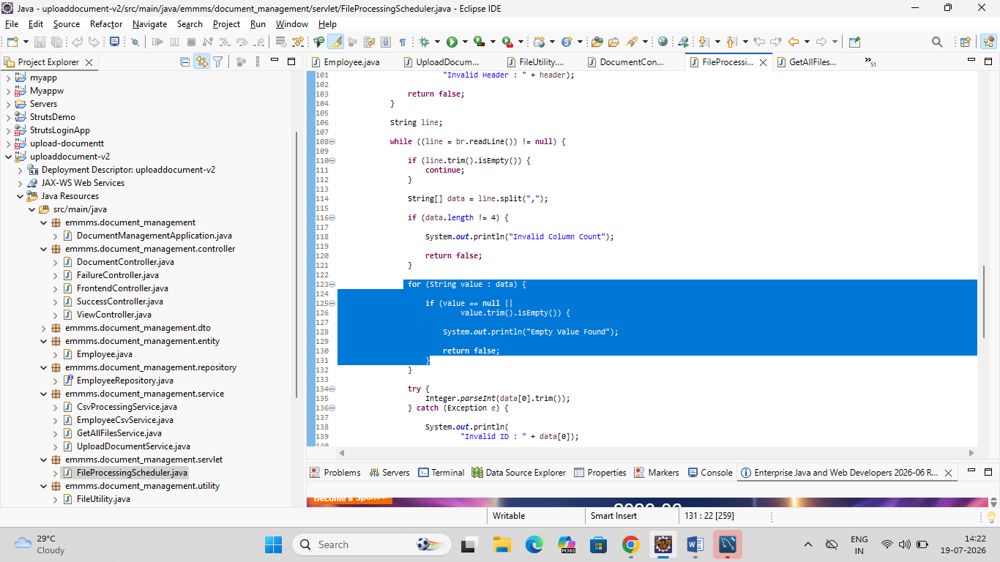 Java - uploaddocument-v2/src/main/java/emmms/document_management/servlet/FileProcessingScheduler.java - Eclipse IDE
File Edit Source Refactor Navigate Search Project Run Window Help
Project Explorer
myapp
Myappw
Servers
StrutsDemo
StrutsLoginApp
upload-documentt
uploaddocument-v2
Deployment Descriptor: uploaddocument-v2
JAX-WS Web Services
Java Resources
src/main/java
emmms.document_management
DocumentManagementApplication.java
emmms.document_management.controller
DocumentController.java
FailureController.java
FrontendController.java
SuccessController.java
ViewController.java
emmms.document_management.dto
emmms.document_management.entity
Employee.java
emmms.document_management.repository
EmployeeRepository.java
emmms.document_management.service
CsvProcessingService.java
EmployeeCsvService.java
GetAllFilesService.java
UploadDocumentService.java
emmms.document_management.servlet
FileProcessingScheduler.java
emmms.document_management.utility
FileUtility.java
Employee.java UploadDocum... FileUtility.... DocumentCon... FileProcessi... GetAllFiles... 51
101 "Invalid Header : " + header);
102
103 return false;
104 }
105
106 String line;
107
108 while ((line = br.readLine()) != null) {
109
110 if (line.trim().isEmpty()) {
111 continue;
112 }
113
114 String[] data = line.split(",");
115
116 if (data.length != 4) {
117
118 System.out.println("Invalid Column Count");
119
120 return false;
121 }
122
123 for (String value : data) {
124
125 if (value == null ||
126 value.trim().isEmpty()) {
127
128 System.out.println("Empty Value Found");
129
130 return false;
131 }
132 }
133
134 try {
135 Integer.parseInt(data[0].trim());
136 } catch (Exception e) {
137
138 System.out.println(
139 "Invalid ID : " + data[0]);
140
Problems Servers Terminal Data Source Explorer Properties Markers Console Enterprise Java and Web Developers 2026-06 R...
Become a Sponsor
Writable Smart Insert 131 : 22 [259]
29°C
Cloudy
Search
M365
Java EE
IDE
ENG
IN
14:22
19-07-2026